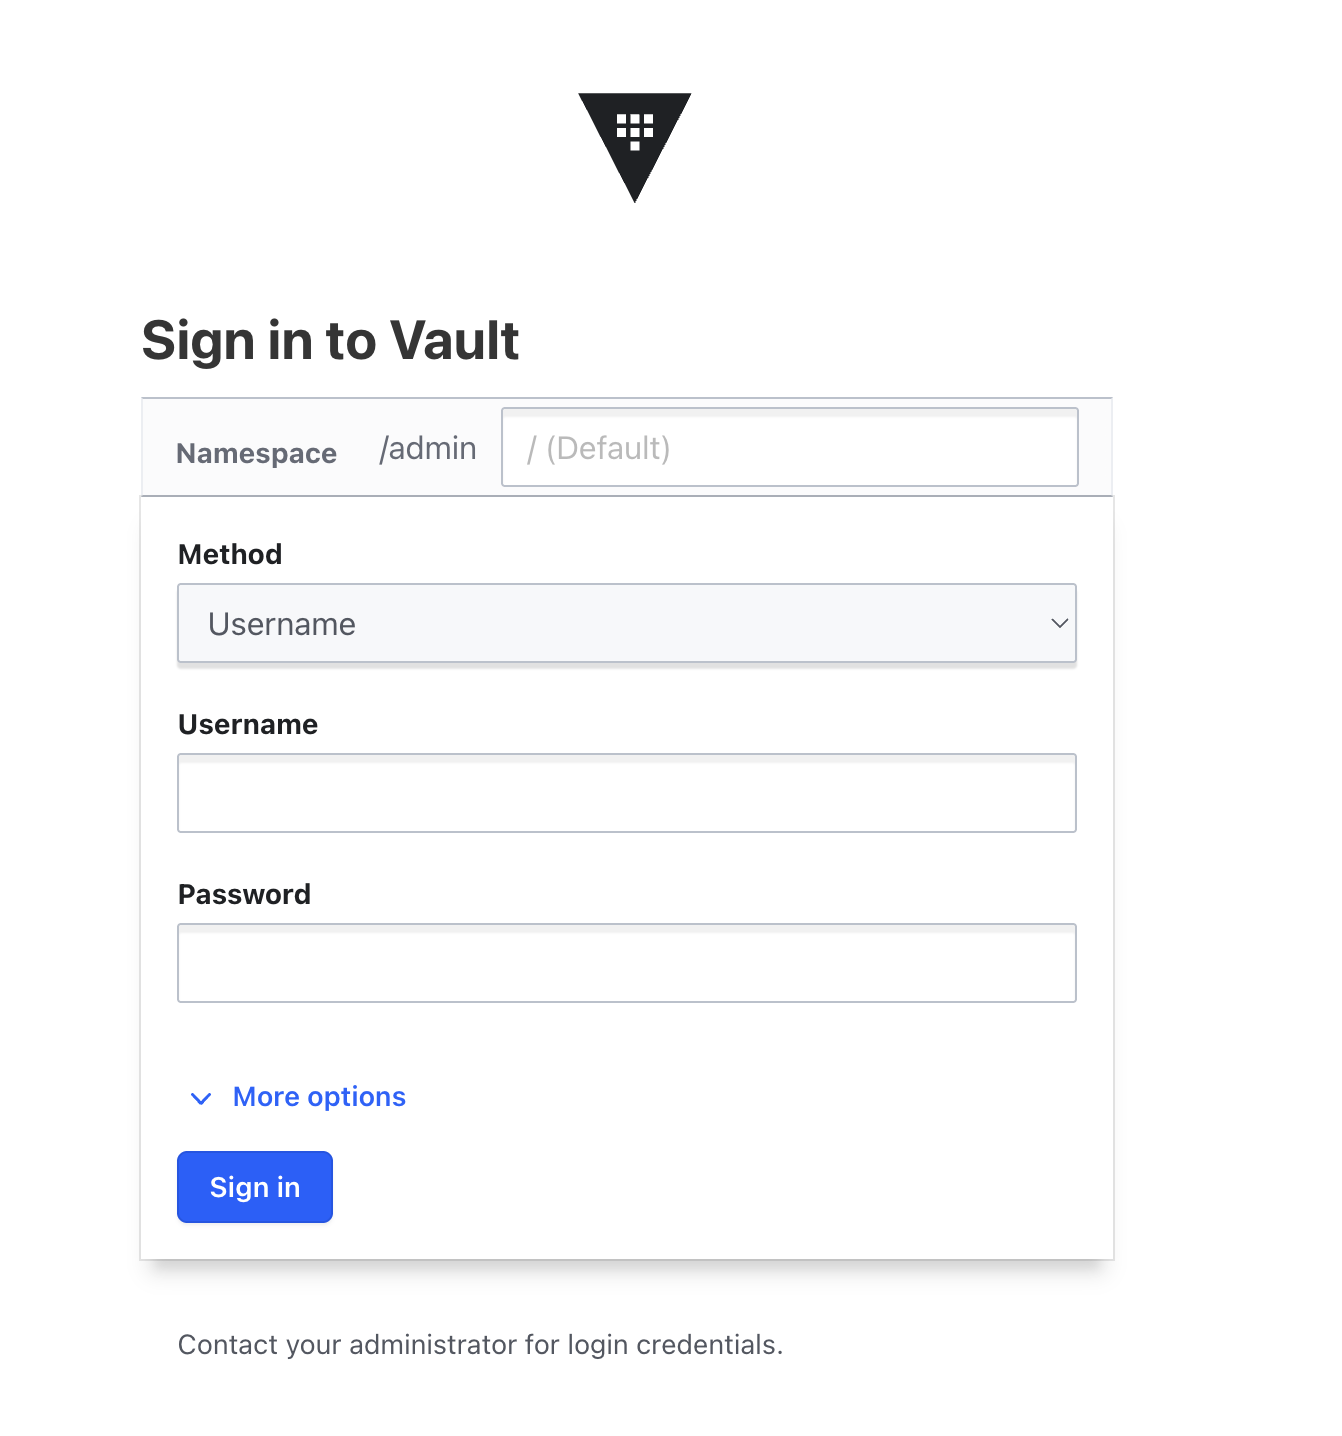 Sign in to Vault
Namespace /admin / (Default)
Method
Username
Username
Password
More options
Sign in
Contact your administrator for login credentials.